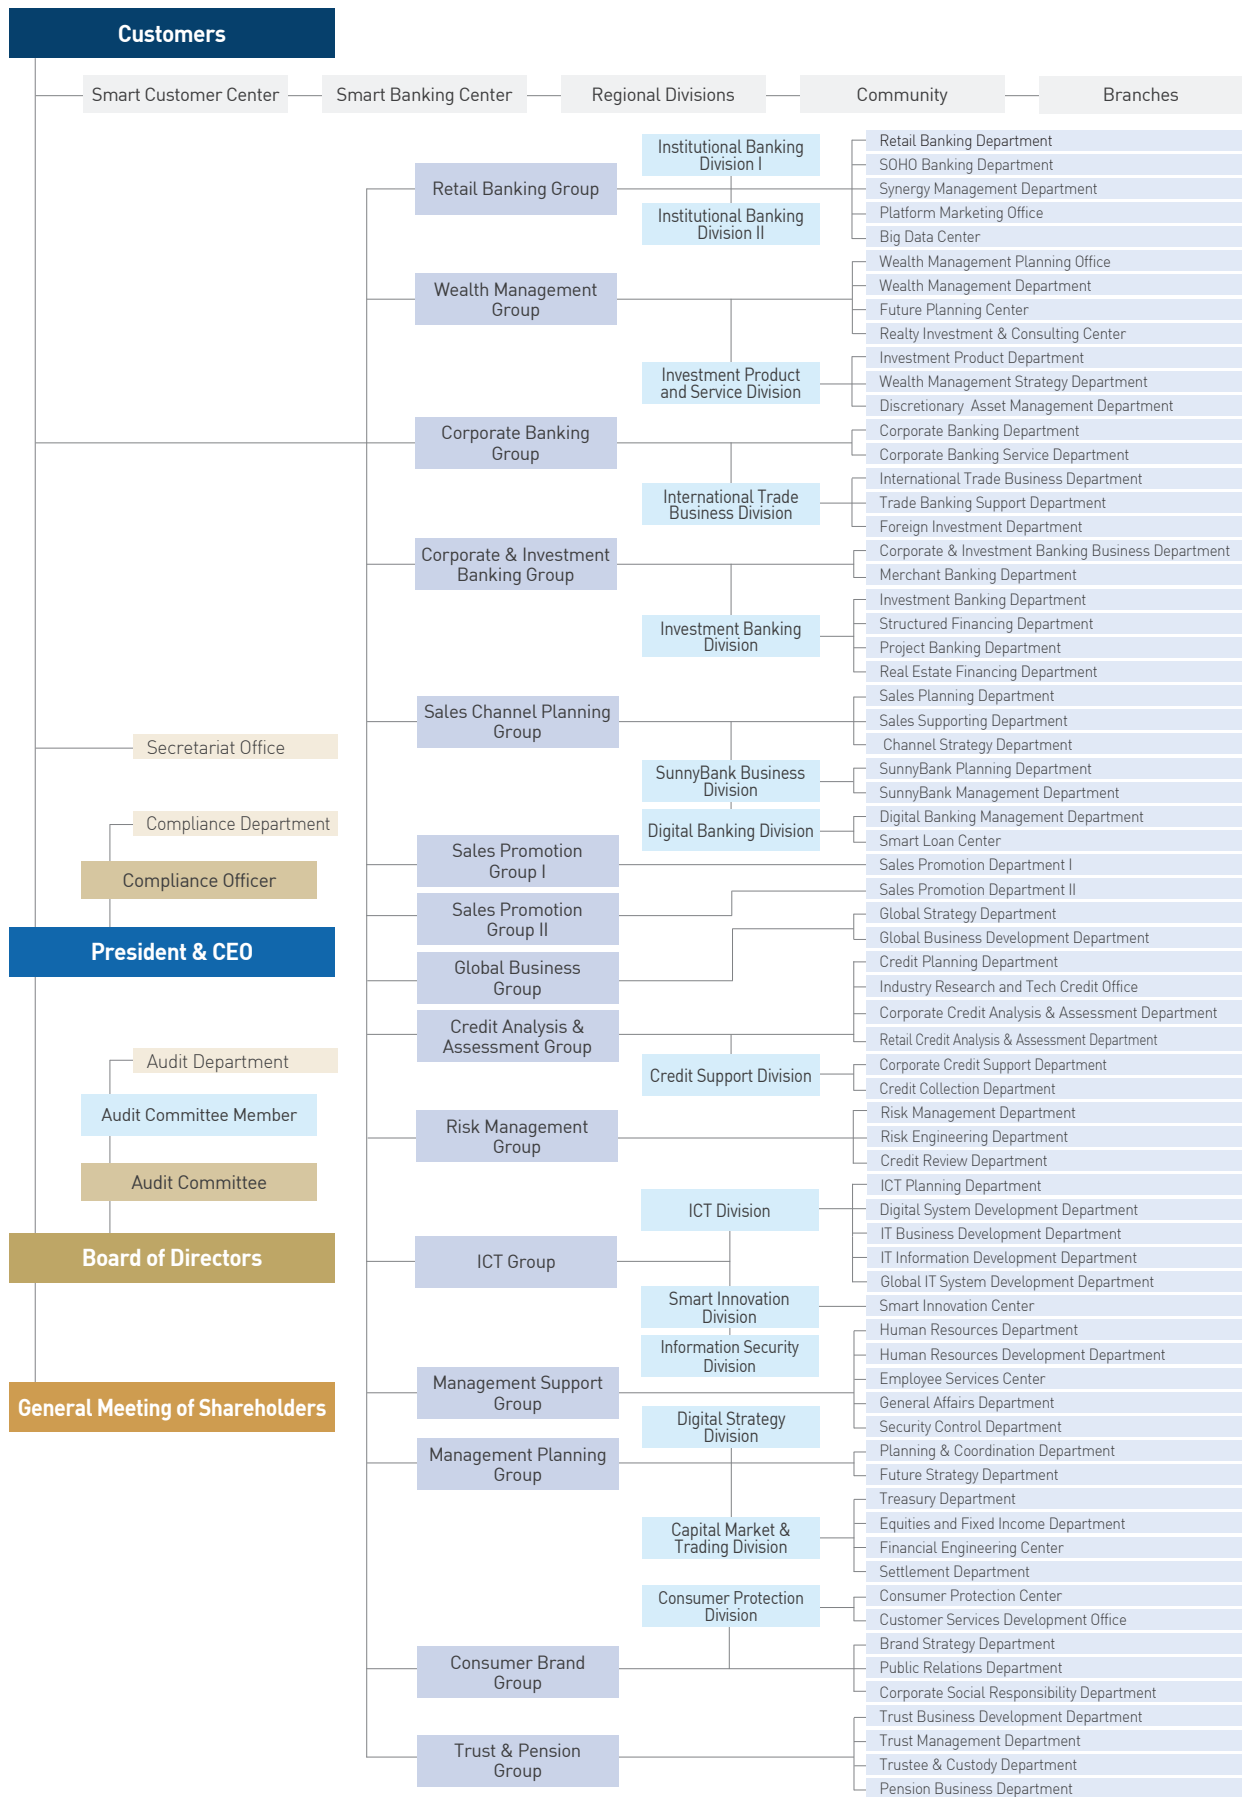 Customers
Smart Customer Center
Smart Banking Center
Regional Divisions
Community
Branches
Retail Banking Group
Institutional Banking
Division I
Institutional Banking
Division II
Retail Banking Department
SOHO Banking Department
Synergy Management Department
Platform Marketing Office
Big Data Center
Wealth Management
Group
Wealth Management Planning Office
Wealth Management Department
Future Planning Center
Realty Investment & Consulting Center
Investment Product
and Service Division
Investment Product Department
Wealth Management Strategy Department
Discretionary Asset Management Department
Corporate Banking
Group
Corporate Banking Department
Corporate Banking Service Department
International Trade
Business Division
International Trade Business Department
Trade Banking Support Department
Foreign Investment Department
Corporate & Investment
Banking Group
Corporate & Investment Banking Business Department
Merchant Banking Department
Investment Banking
Division
Investment Banking Department
Structured Financing Department
Project Banking Department
Real Estate Financing Department
Sales Channel Planning
Group
Sales Planning Department
Sales Supporting Department
Channel Strategy Department
SunnyBank Business
Division
SunnyBank Planning Department
SunnyBank Management Department
Digital Banking Division
Digital Banking Management Department
Smart Loan Center
Secretariat Office
Compliance Department
Compliance Officer
President & CEO
Audit Department
Audit Committee Member
Audit Committee
Board of Directors
General Meeting of Shareholders
Sales Promotion
Group I
Sales Promotion Department I
Sales Promotion
Group II
Sales Promotion Department II
Global Business
Group
Global Strategy Department
Global Business Development Department
Credit Analysis &
Assessment Group
Credit Planning Department
Industry Research and Tech Credit Office
Corporate Credit Analysis & Assessment Department
Retail Credit Analysis & Assessment Department
Credit Support Division
Corporate Credit Support Department
Credit Collection Department
Risk Management
Group
Risk Management Department
Risk Engineering Department
Credit Review Department
ICT Group
ICT Division
ICT Planning Department
Digital System Development Department
IT Business Development Department
IT Information Development Department
Global IT System Development Department
Smart Innovation
Division
Smart Innovation Center
Information Security
Division
Management Support
Group
Human Resources Department
Human Resources Development Department
Employee Services Center
General Affairs Department
Security Control Department
Digital Strategy
Division
Management Planning
Group
Planning & Coordination Department
Future Strategy Department
Capital Market &
Trading Division
Treasury Department
Equities and Fixed Income Department
Financial Engineering Center
Settlement Department
Consumer Protection
Division
Consumer Protection Center
Customer Services Development Office
Consumer Brand
Group
Brand Strategy Department
Public Relations Department
Corporate Social Responsibility Department
Trust & Pension
Group
Trust Business Development Department
Trust Management Department
Trustee & Custody Department
Pension Business Department